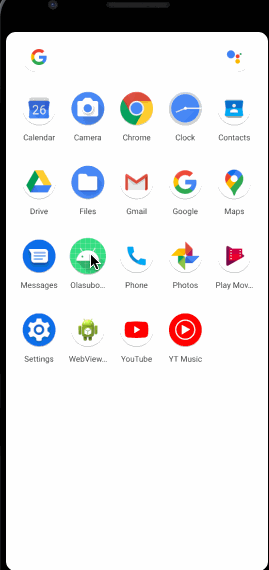 26
Calendar Camera Chrome Clock Contacts
Drive Files Gmail Google Maps
Messages Olasubo... Phone Photos Play Mov...
Settings WebView... YouTube YT Music